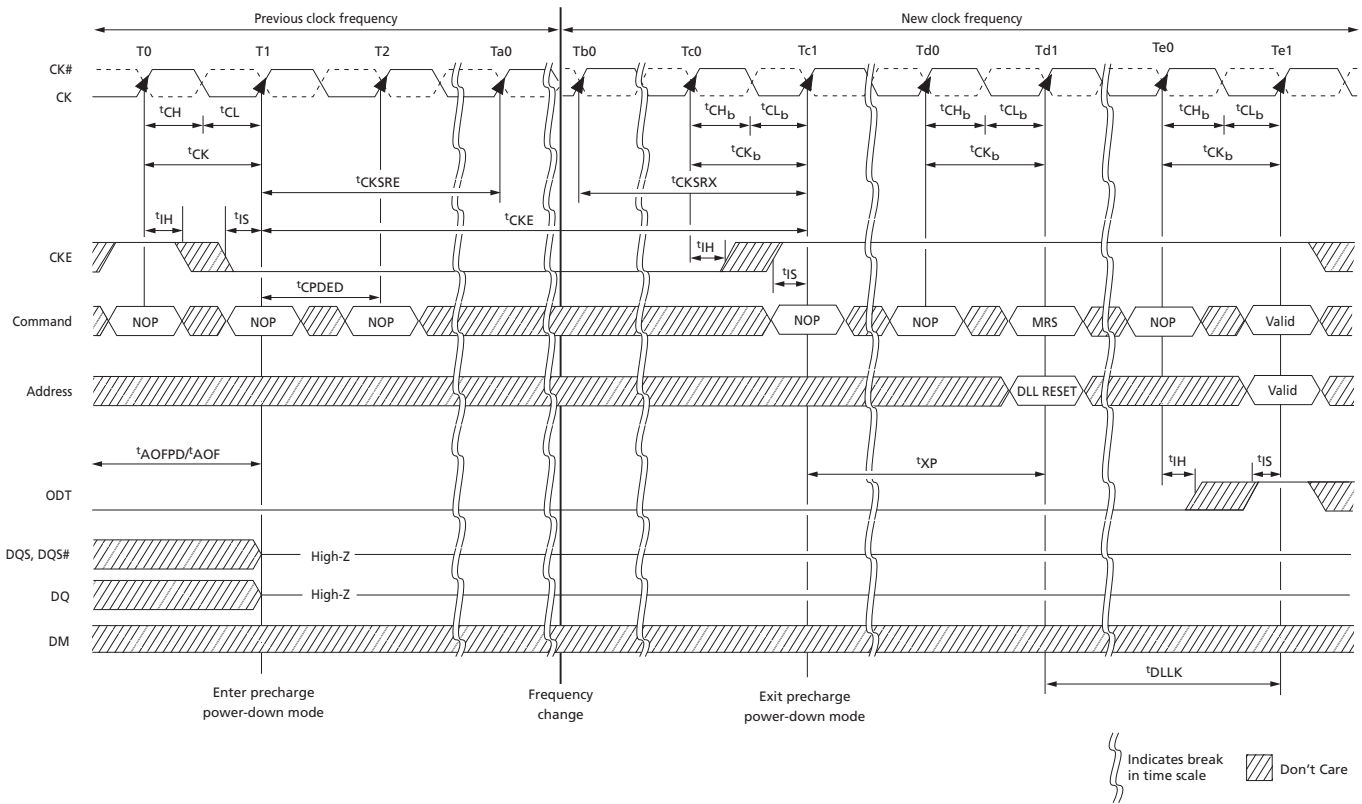 Previous clock frequency
New clock frequency
T0 T1 T2 Ta0 Tb0 Tc0 Tc1 Td0 Td1 Te0 Te1
CK#
CK
tCH tCL tCHb tCLb tCHb tCLb tCHb tCLb
tCK tCKb tCKb tCKb
tCKSRE tCKSRX
tIH tIS tCKE
CKE tIH
tIS
tCPDED
Command NOP NOP NOP NOP NOP MRS NOP Valid
Address DLL RESET Valid
tAOFPD/tAOF tXP tIH tIS
ODT
DQS, DQS# High-Z
DQ High-Z
DM
tDLLK
Enter precharge
power-down mode
Frequency
change
Exit precharge
power-down mode
Indicates break
in time scale
Don't Care